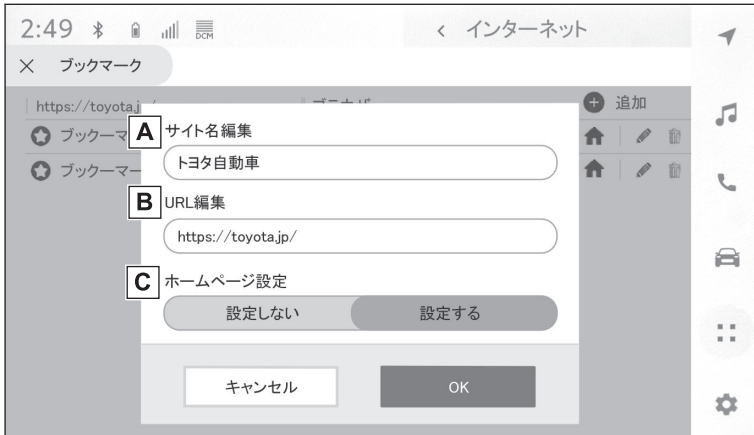 2:49 DCM < インターネット
× ブックマーク
https://toyota.j
追加
A サイト名編集
ブックーマ
トヨタ自動車
ブックーマー
B URL編集
https://toyota.jp/
C ホームページ設定
設定しない 設定する
キャンセル OK